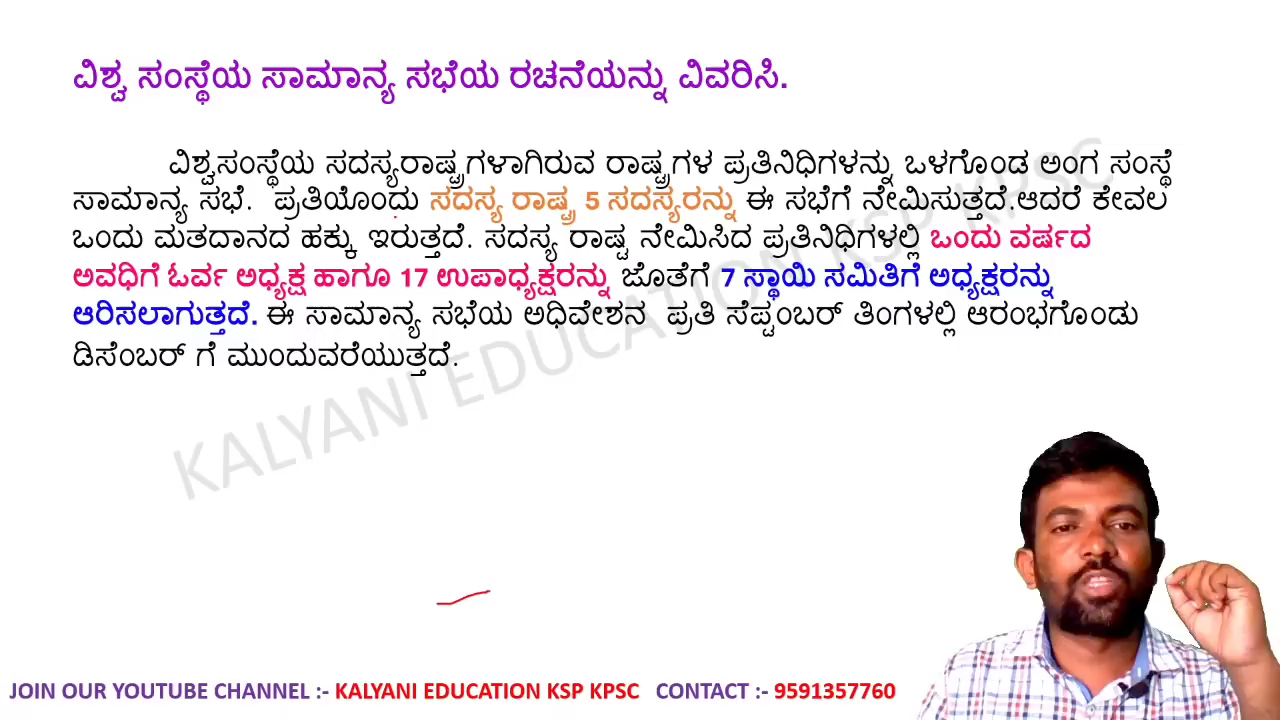 ವಿಶ್ವ ಸಂಸ್ಥೆಯ ಸಾಮಾನ್ಯ ಸಭೆಯ ರಚನೆಯನ್ನು ವಿವರಿಸಿ.
ವಿಶ್ವಸಂಸ್ಥೆಯ ಸದಸ್ಯರಾಷ್ಟ್ರಗಳಾಗಿರುವ ರಾಷ್ಟ್ರಗಳ ಪ್ರತಿನಿಧಿಗಳನ್ನು ಒಳಗೊಂಡ ಅಂಗ ಸಂಸ್ಥೆ
ಸಾಮಾನ್ಯ ಸಭೆ. ಪ್ರತಿಯೊಂದು ಸದಸ್ಯ ರಾಷ್ಟ್ರ 5 ಸದಸ್ಯರನ್ನು ಈ ಸಭೆಗೆ ನೇಮಿಸುತ್ತದೆ.ಆದರೆ ಕೇವಲ
ಒಂದು ಮತದಾನದ ಹಕ್ಕು ಇರುತ್ತದೆ. ಸದಸ್ಯ ರಾಷ್ಟ ನೇಮಿಸಿದ ಪ್ರತಿನಿಧಿಗಳಲ್ಲಿ ಒಂದು ವರ್ಷದ
ಅವಧಿಗೆ ಓರ್ವ ಅಧ್ಯಕ್ಷ ಹಾಗೂ 17 ಉಪಾಧ್ಯಕ್ಷರನ್ನು ಜೊತೆಗೆ 7 ಸ್ಥಾಯಿ ಸಮಿತಿಗೆ ಅಧ್ಯಕ್ಷರನ್ನು
ಆರಿಸಲಾಗುತ್ತದೆ. ಈ ಸಾಮಾನ್ಯ ಸಭೆಯ ಅಧಿವೇಶನ ಪ್ರತಿ ಸೆಪ್ಟಂಬರ್ ತಿಂಗಳಲ್ಲಿ ಆರಂಭಗೊಂಡು
ಡಿಸೆಂಬರ್ ಗೆ ಮುಂದುವರೆಯುತ್ತದೆ.
KALYANI EDUCATION KSP KPSC
JOIN OUR YOUTUBE CHANNEL :- KALYANI EDUCATION KSP KPSC CONTACT :- 9591357760